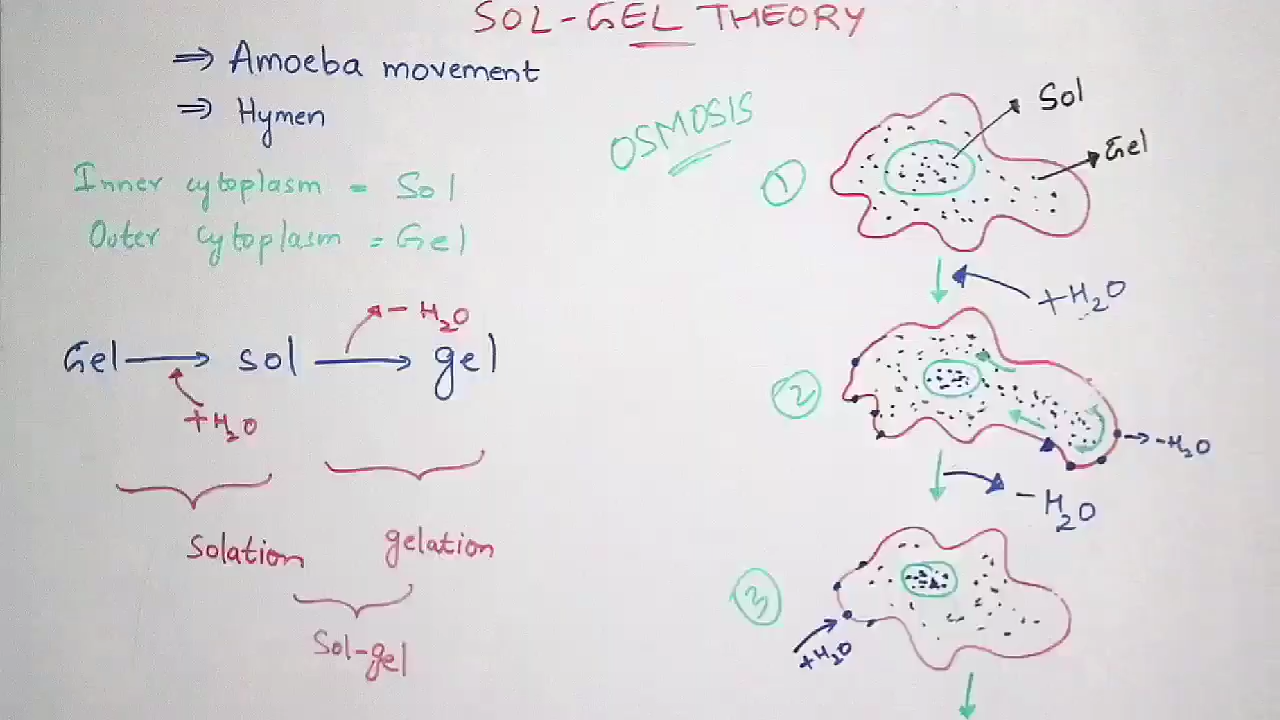 SOL-GEL THEORY
⇒ Amoeba movement
⇒ Hymen
Inner cytoplasm = Sol
Outer cytoplasm = Gel
Gel → sol → gel
+H₂O
- H₂O
Solation
gelation
Sol-gel
OSMOSIS
1
Sol
Gel
+H₂O
2
→ -H₂O
-H₂O
3
+H₂O